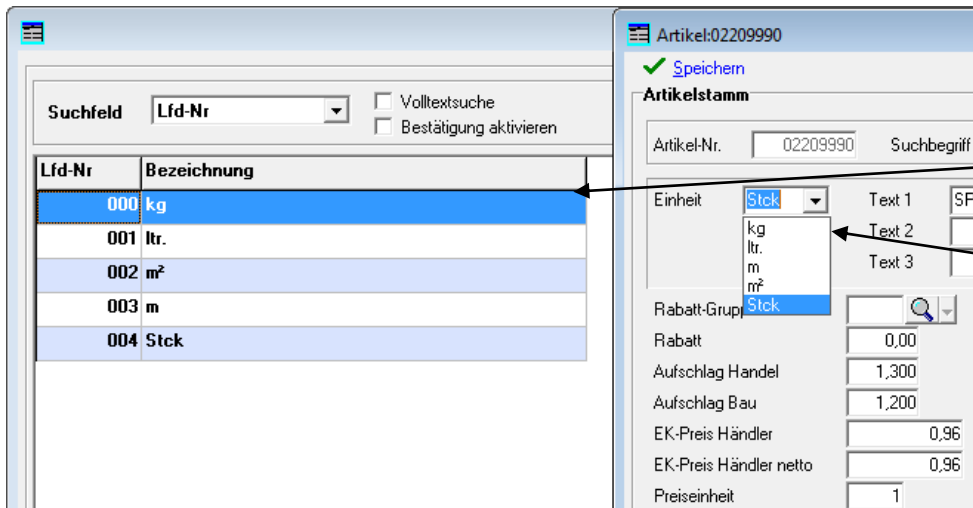 Suchfeld Lfd-Nr
Volltextsuche
Bestätigung aktivieren
Lfd-Nr Bezeichnung
000 kg
001 ltr.
002 m²
003 m
004 Stck
Artikel:02209990
Speichern
Artikelstamm
Artikel-Nr. 02209990 Suchbegriff
Einheit Stck Text 1 SF
kg Text 2
ltr.
m Text 3
m²
Stck
Rabatt-Grupp
Rabatt 0,00
Aufschlag Handel 1,300
Aufschlag Bau 1,200
EK-Preis Händler 0,96
EK-Preis Händler netto 0,96
Preiseinheit 1